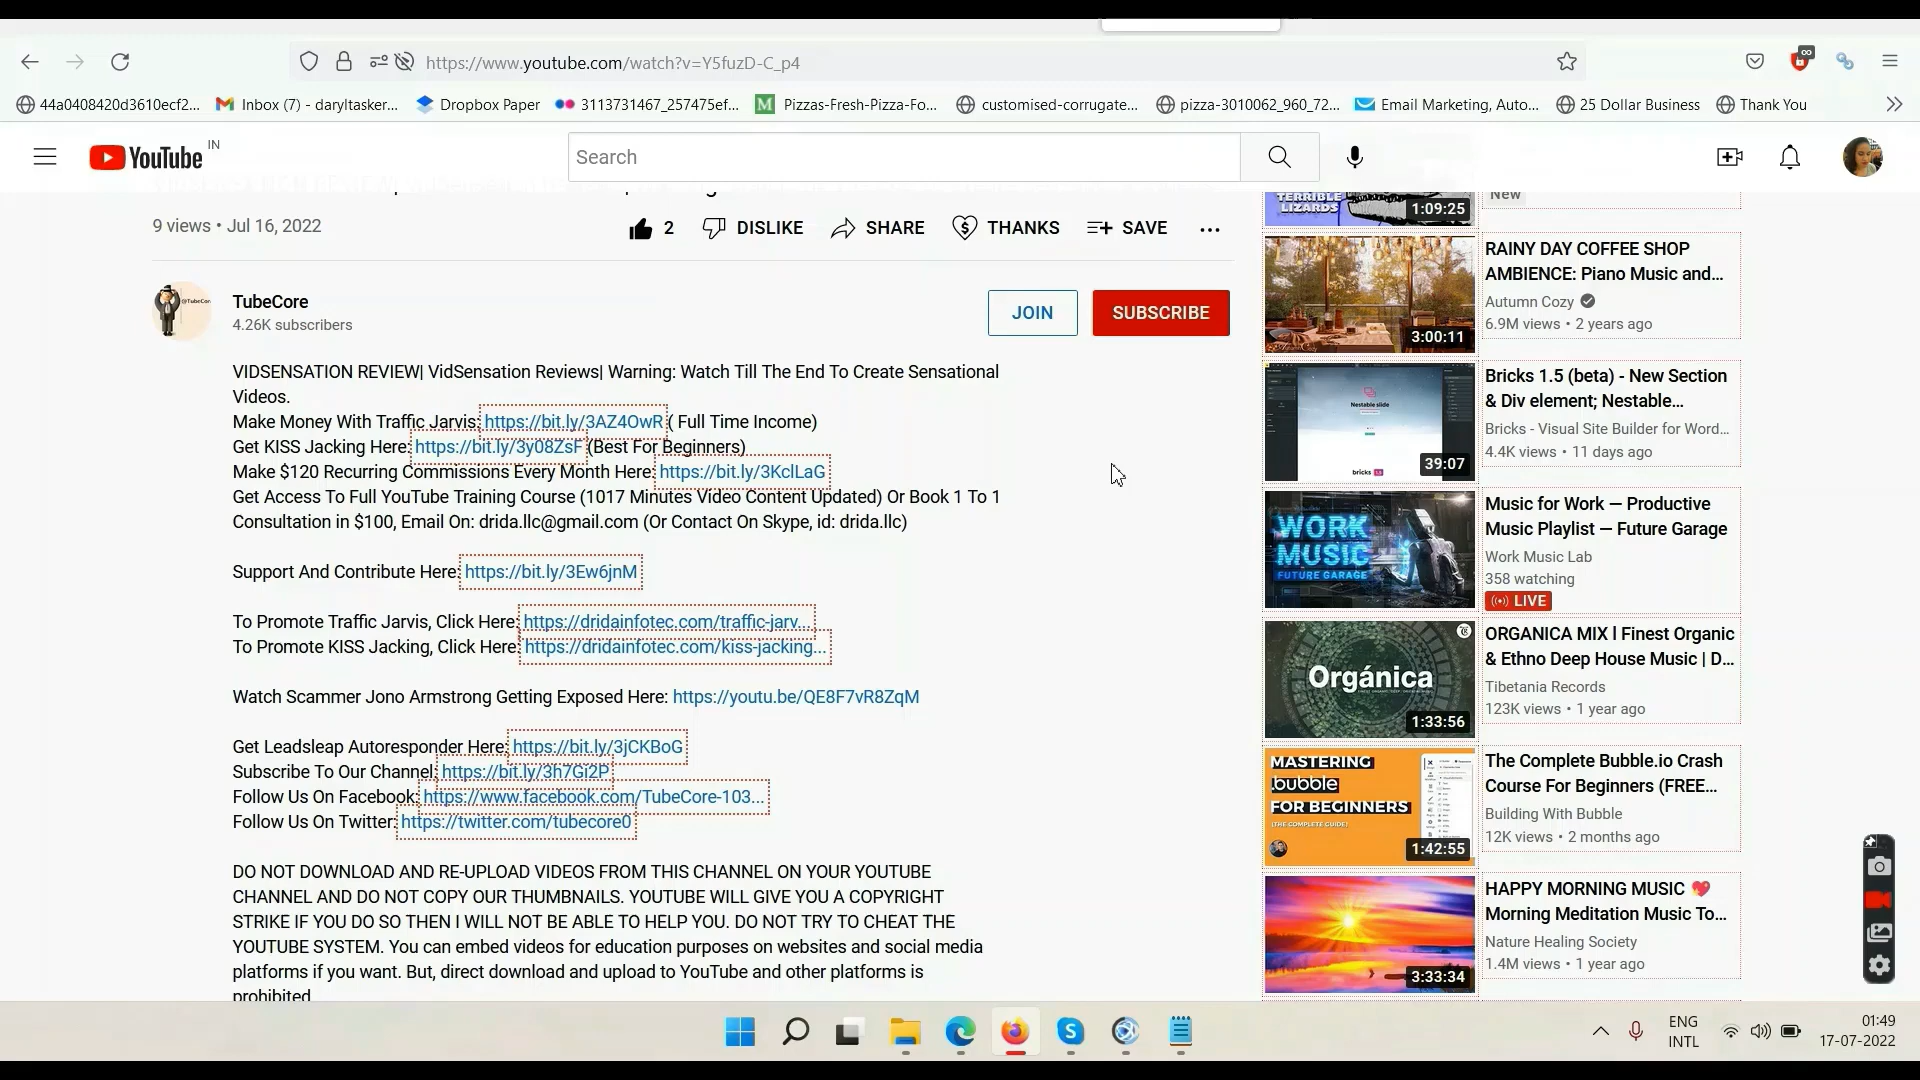 https://www.youtube.com/watch?v=Y5fuzD-C_p4
44a0408420d3610ecf2...
Inbox (7) - daryltasker...
Dropbox Paper
3113731467_257475ef...
Pizzas-Fresh-Pizza-Fo...
customised-corrugate...
pizza-3010062_960_72...
Email Marketing, Auto...
25 Dollar Business
Thank You
YouTube IN
Search
9 views • Jul 16, 2022
2
DISLIKE
SHARE
THANKS
SAVE
TubeCore
4.26K subscribers
JOIN
SUBSCRIBE
VIDSENSATION REVIEW| VidSensation Reviews| Warning: Watch Till The End To Create Sensational
Videos.
Make Money With Traffic Jarvis: https://bit.ly/3AZ4OwR ( Full Time Income)
Get KISS Jacking Here: https://bit.ly/3y08ZsF (Best For Beginners)
Make $120 Recurring Commissions Every Month Here: https://bit.ly/3KclLaG
Get Access To Full YouTube Training Course (1017 Minutes Video Content Updated) Or Book 1 To 1
Consultation in $100, Email On: drida.llc@gmail.com (Or Contact On Skype, id: drida.llc)
Support And Contribute Here: https://bit.ly/3Ew6jnM
To Promote Traffic Jarvis, Click Here: https://dridainfotec.com/traffic-jarv...
To Promote KISS Jacking, Click Here: https://dridainfotec.com/kiss-jacking...
Watch Scammer Jono Armstrong Getting Exposed Here: https://youtu.be/QE8F7vR8ZqM
Get Leadsleap Autoresponder Here: https://bit.ly/3jCKBoG
Subscribe To Our Channel: https://bit.ly/3h7Gi2P
Follow Us On Facebook: https://www.facebook.com/TubeCore-103...
Follow Us On Twitter: https://twitter.com/tubecore0
DO NOT DOWNLOAD AND RE-UPLOAD VIDEOS FROM THIS CHANNEL ON YOUR YOUTUBE
CHANNEL AND DO NOT COPY OUR THUMBNAILS. YOUTUBE WILL GIVE YOU A COPYRIGHT
STRIKE IF YOU DO SO THEN I WILL NOT BE ABLE TO HELP YOU. DO NOT TRY TO CHEAT THE
YOUTUBE SYSTEM. You can embed videos for education purposes on websites and social media
platforms if you want. But, direct download and upload to YouTube and other platforms is
prohibited
TERRIBLE
LIZARDS
1:09:25
New
3:00:11
RAINY DAY COFFEE SHOP
AMBIENCE: Piano Music and...
Autumn Cozy
6.9M views • 2 years ago
Nestable slide
bricks
39:07
Bricks 1.5 (beta) - New Section
& Div element; Nestable...
Bricks - Visual Site Builder for Word...
4.4K views • 11 days ago
WORK
MUSIC
FUTURE GARAGE
Music for Work — Productive
Music Playlist — Future Garage
Work Music Lab
358 watching
LIVE
Orgánica
1:33:56
ORGANICA MIX l Finest Organic
& Ethno Deep House Music | D...
Tibetania Records
123K views • 1 year ago
MASTERING
.bubble
FOR BEGINNERS
(THE COMPLETE GUIDE)
1:42:55
The Complete Bubble.io Crash
Course For Beginners (FREE...
Building With Bubble
12K views • 2 months ago
3:33:34
HAPPY MORNING MUSIC 💖
Morning Meditation Music To...
Nature Healing Society
1.4M views • 1 year ago
ENG
INTL
01:49
17-07-2022